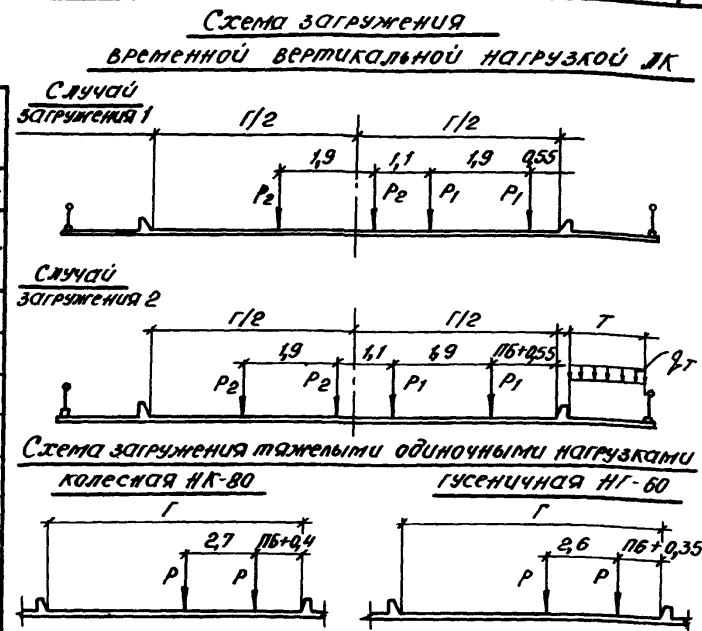 Схема загружения
временной вертикальной нагрузкой ЛК
Случай
загружения 1
Г/2 Г/2
1,9 1,1 1,9 0,55
P₂ P₂ P₁ P₁
Случай
загружения 2
Г/2 Г/2 Т
1,9 1,1 1,9 ПБ+0,55
P₂ P₂ P₁ P₁ qт
Схема загружения тяжелыми одиночными нагрузками
колесная НК-80 гусеничная НГ-60
Г Г
2,7 ПБ+0,4 2,6 ПБ+0,35
P P P P